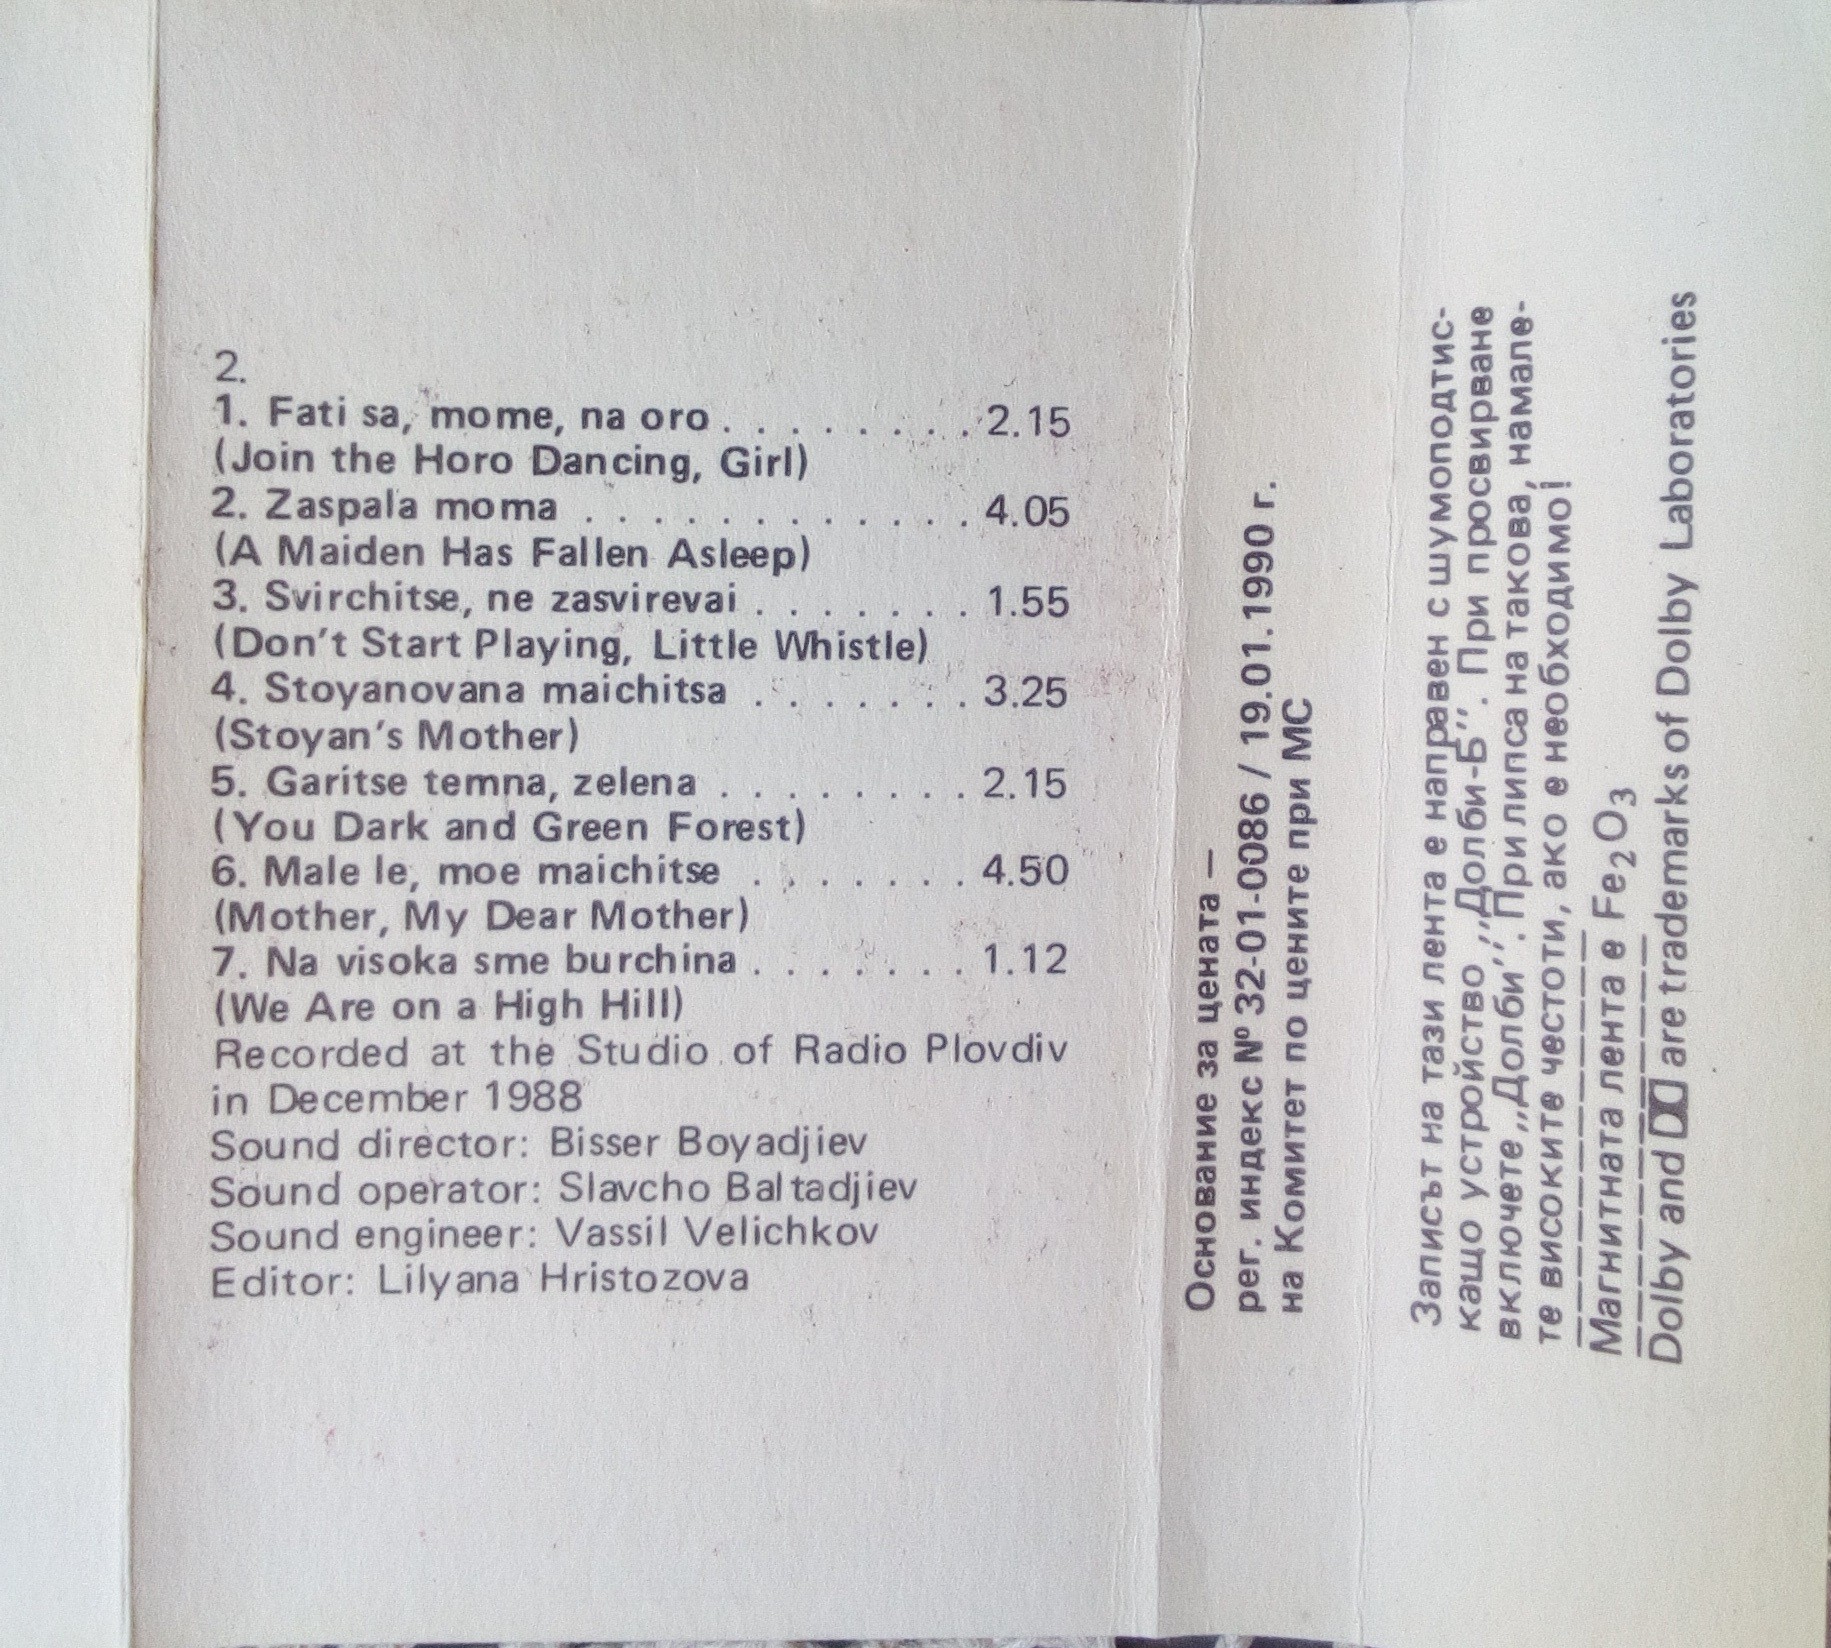 2.
1. Fati sa, mome, na oro . . . . . . . . 2.15
(Join the Horo Dancing, Girl)
2. Zaspala moma . . . . . . . . . . . . 4.05
(A Maiden Has Fallen Asleep)
3. Svirchitse, ne zasvirevai . . . . . . . 1.55
(Don't Start Playing, Little Whistle)
4. Stoyanovana maichitsa . . . . . . . 3.25
(Stoyan's Mother)
5. Garitse temna, zelena . . . . . . . . 2.15
(You Dark and Green Forest)
6. Male le, moe maichitse . . . . . . . 4.50
(Mother, My Dear Mother)
7. Na visoka sme burchina . . . . . . . 1.12
(We Are on a High Hill)
Recorded at the Studio of Radio Plovdiv
in December 1988
Sound director: Bisser Boyadjiev
Sound operator: Slavcho Baltadjiev
Sound engineer: Vassil Velichkov
Editor: Lilyana Hristozova
Основание за цената —
рег. индекс № 32-01-0086 / 19.01.1990 г.
на Комитет по цените при МС
Записът на тази лента е направен с шумоподтис-
кащо устройство ,,Долби-Б''. При просвирване
включете ,,Долби''. При липса на такова, намале-
те високите честоти, ако е необходимо!
Магнитната лента е Fe₂O₃
Dolby and are trademarks of Dolby Laboratories